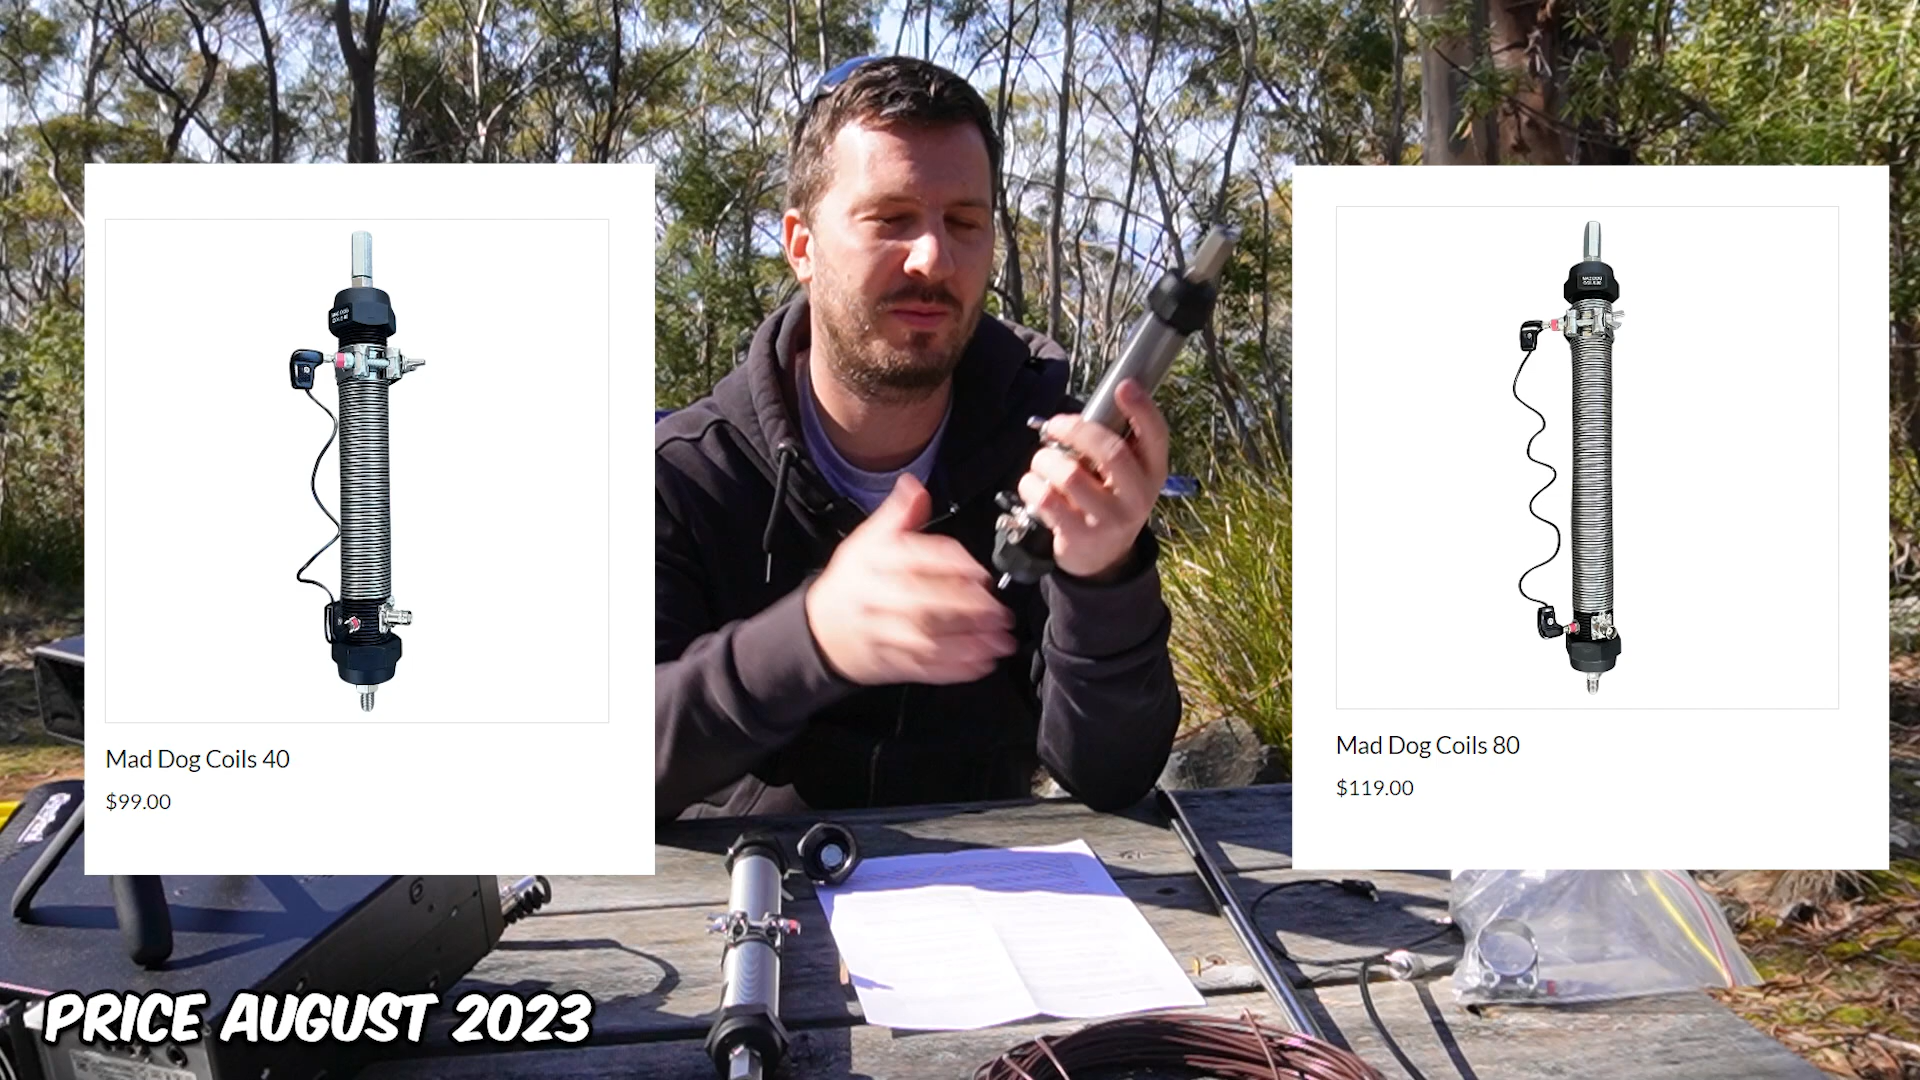 Mad Dog Coils 40
$99.00
Mad Dog Coils 80
$119.00
PRICE AUGUST 2023